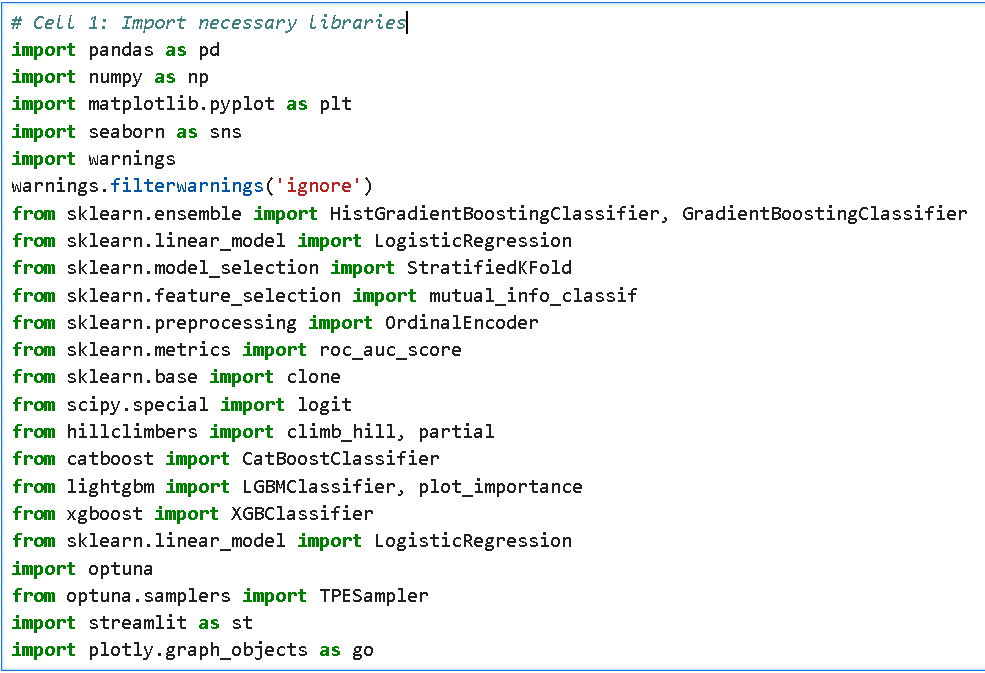 # Cell 1: Import necessary libraries
import pandas as pd
import numpy as np
import matplotlib.pyplot as plt
import seaborn as sns
import warnings
warnings.filterwarnings('ignore')
from sklearn.ensemble import HistGradientBoostingClassifier, GradientBoostingClassifier
from sklearn.linear_model import LogisticRegression
from sklearn.model_selection import StratifiedKFold
from sklearn.feature_selection import mutual_info_classif
from sklearn.preprocessing import OrdinalEncoder
from sklearn.metrics import roc_auc_score
from sklearn.base import clone
from scipy.special import logit
from hillclimbers import climb_hill, partial
from catboost import CatBoostClassifier
from lightgbm import LGBMClassifier, plot_importance
from xgboost import XGBClassifier
from sklearn.linear_model import LogisticRegression
import optuna
from optuna.samplers import TPESampler
import streamlit as st
import plotly.graph_objects as go